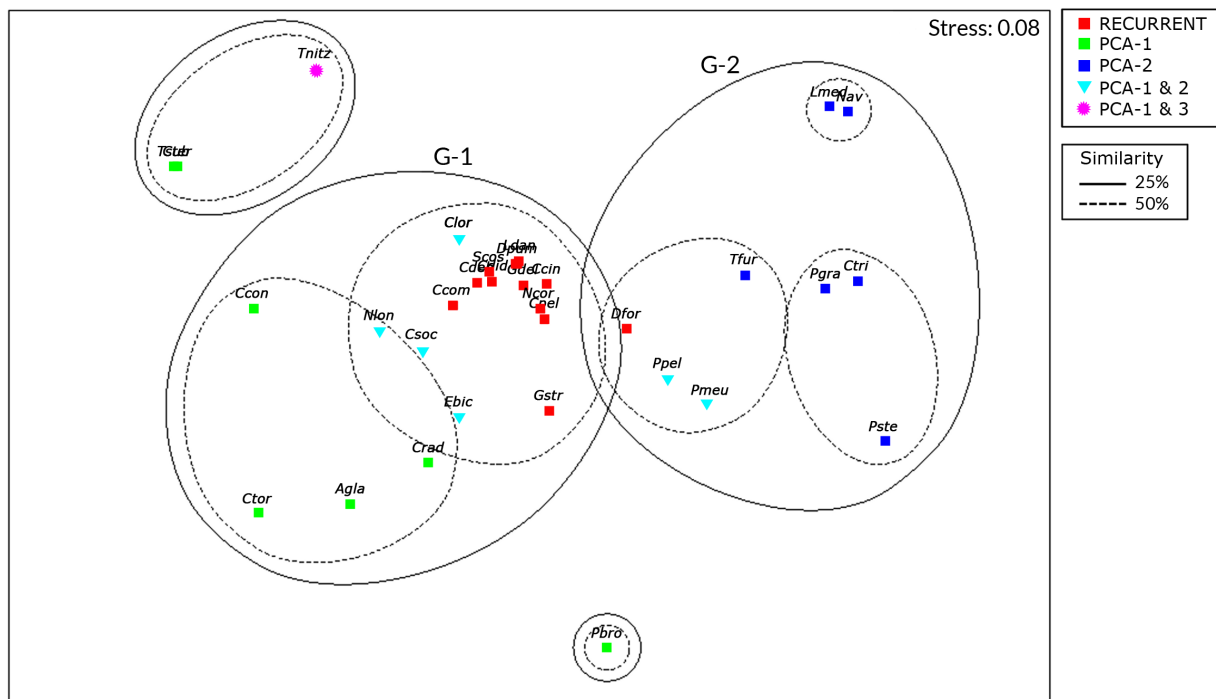 Stress: 0.08
RECURRENT
PCA-1
PCA-2
PCA-1 & 2
PCA-1 & 3
Similarity
25%
50%
Tnitz
G-2
Lmed
Nav
G-1
Clor
Ldan
Dpum
Scos
Ccin
Ccom
Ncor
Cpel
Ccon
Nlon
Csoc
Tfur
Pgra
Ctri
Dfor
Ppel
Pmeu
Ebic
Gstr
Pste
Crad
Agla
Ctor
Pbro